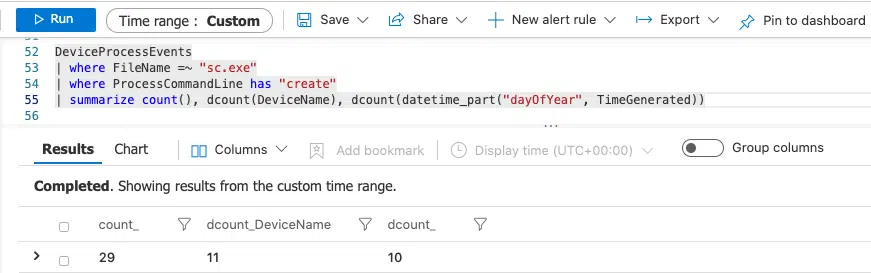 Run Time range : Custom Save Share New alert rule Export Pin to dashboard
52 DeviceProcessEvents
53 | where FileName =~ "sc.exe"
54 | where ProcessCommandLine has "create"
55 | summarize count(), dcount(DeviceName), dcount(datetime_part("dayOfYear", TimeGenerated))
56
Results Chart Columns Add bookmark Display time (UTC+00:00) Group columns
Completed. Showing results from the custom time range.
count_ dcount_DeviceName dcount_
29 11 10